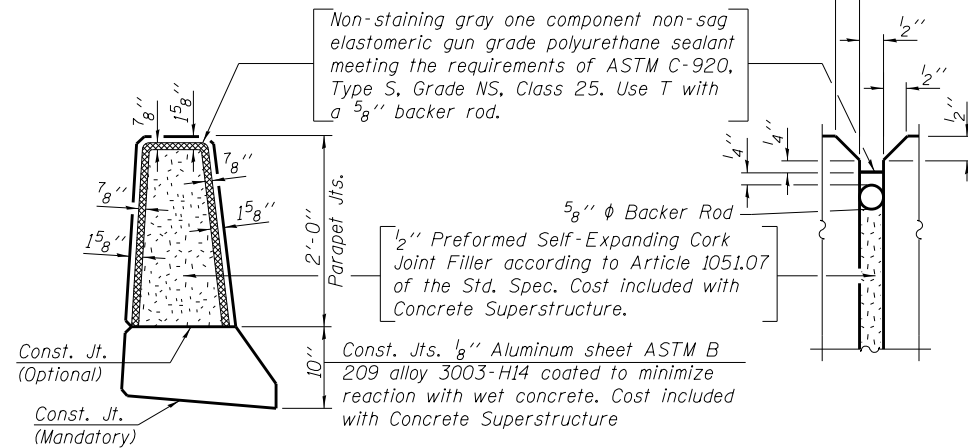 Non-staining gray one component non-sag
elastomeric gun grade polyurethane sealant
meeting the requirements of ASTM C-920,
Type S, Grade NS, Class 25. Use T with
a 5/8" backer rod.
1/2"
1/2"
1/2"
1/4"
1/4"
7/8"
1 5/8"
7/8"
7/8"
1 5/8"
1 5/8"
2'-0"
Parapet Jts.
5/8" φ Backer Rod
1/2" Preformed Self-Expanding Cork
Joint Filler according to Article 1051.07
of the Std. Spec. Cost included with
Concrete Superstructure.
10"
Const. Jt.
(Optional)
Const. Jts. 1/8" Aluminum sheet ASTM B
209 alloy 3003-H14 coated to minimize
reaction with wet concrete. Cost included
with Concrete Superstructure
Const. Jt.
(Mandatory)